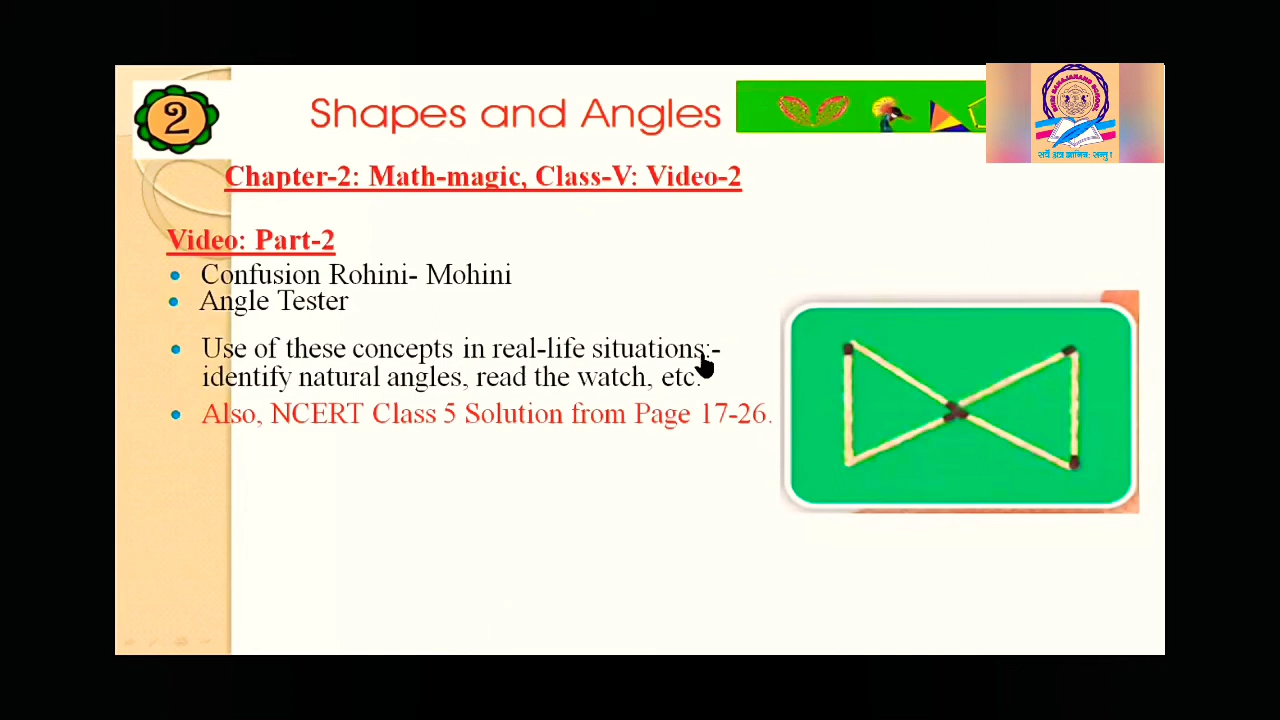 2
Shapes and Angles
Chapter-2: Math-magic, Class-V: Video-2
Video: Part-2
Confusion Rohini- Mohini
Angle Tester
Use of these concepts in real-life situations:-
identify natural angles, read the watch, etc.
Also, NCERT Class 5 Solution from Page 17-26.